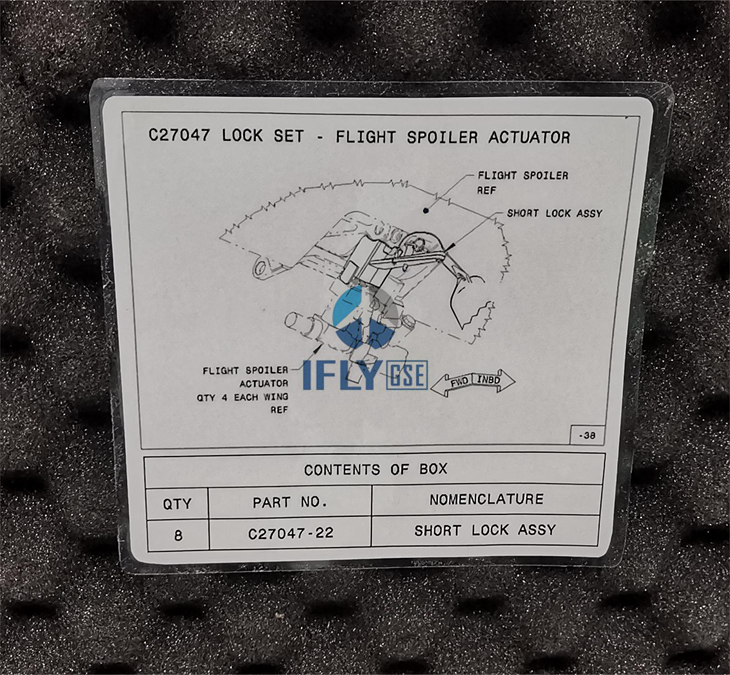 C27047 LOCK SET - FLIGHT SPOILER ACTUATOR
FLIGHT SPOILER
REF
SHORT LOCK ASSY
IFLY GSE
FLIGHT SPOILER
ACTUATOR
QTY 4 EACH WING
REF
FWD INBD
-38
CONTENTS OF BOX
QTY PART NO. NOMENCLATURE
8 C27047-22 SHORT LOCK ASSY